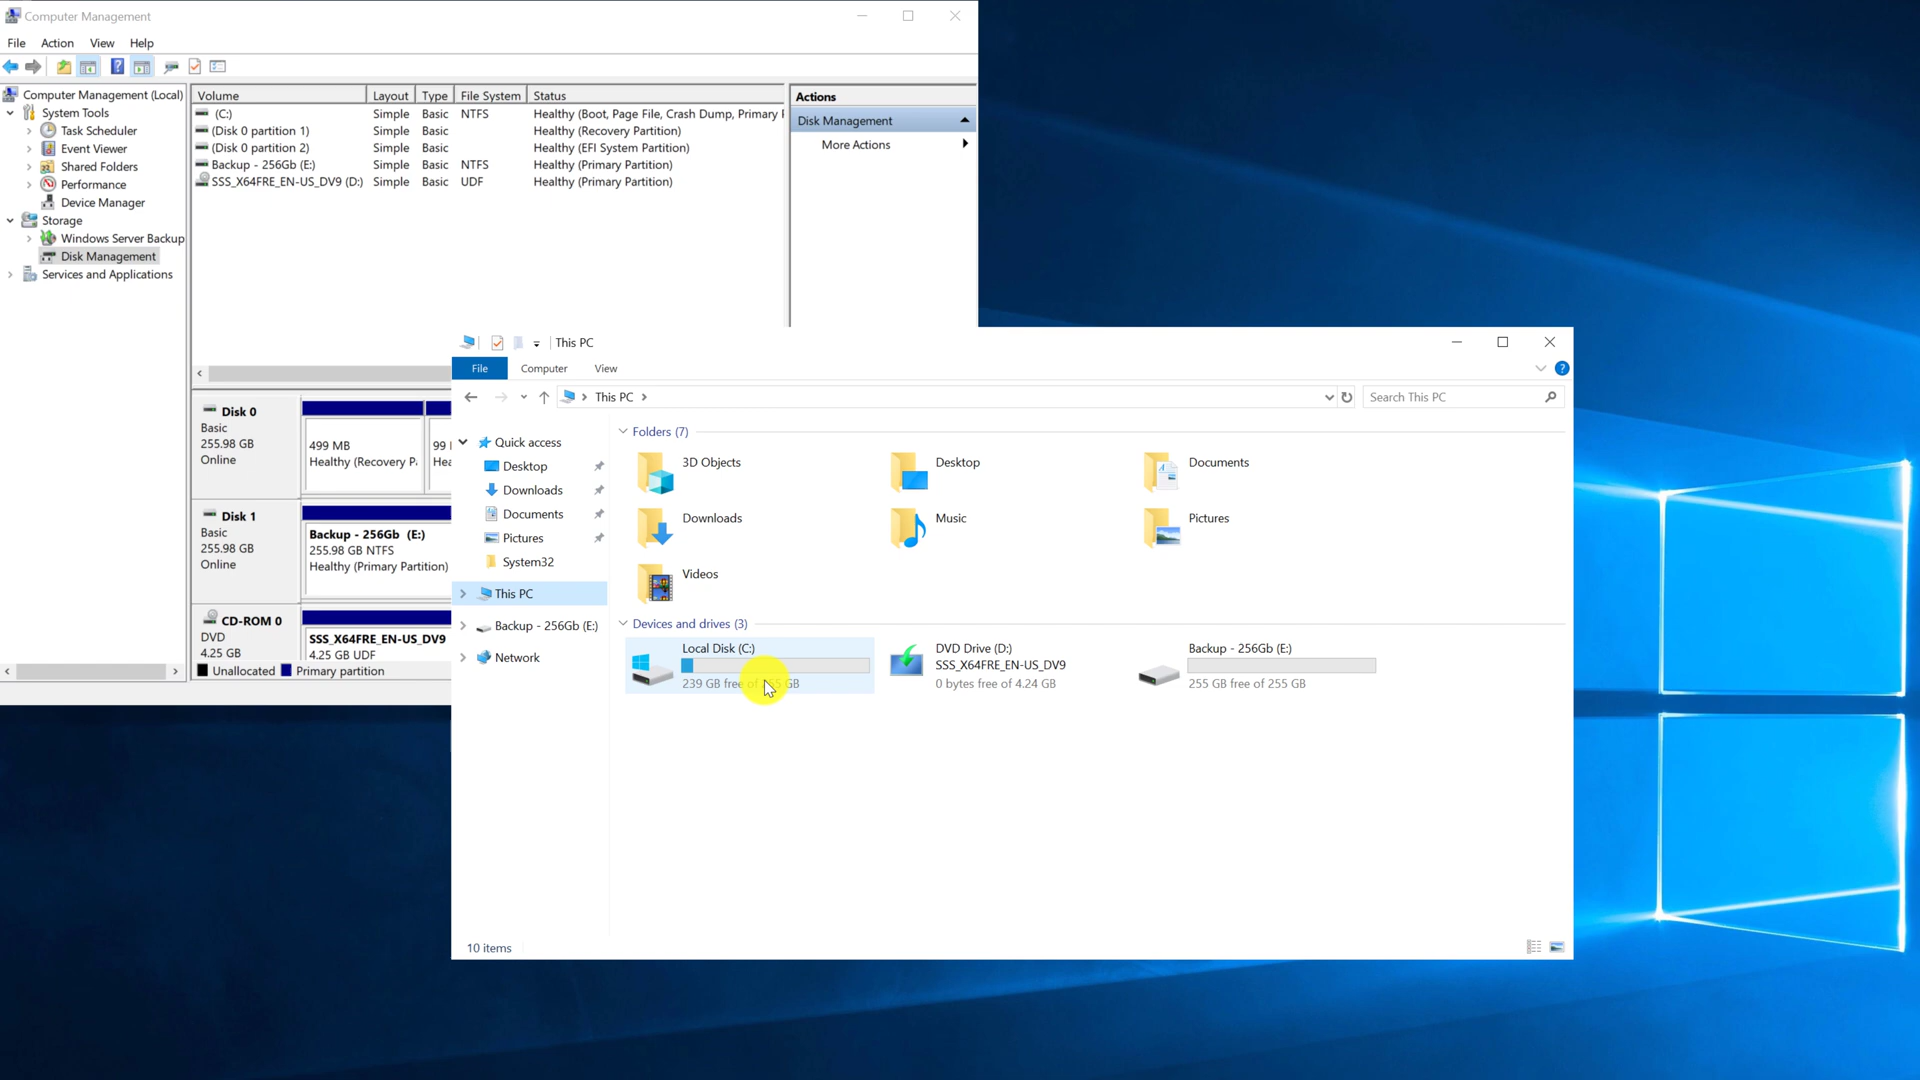 Computer Management
File Action View Help
Computer Management (Local)
System Tools
Task Scheduler
Event Viewer
Shared Folders
Performance
Device Manager
Storage
Windows Server Backup
Disk Management
Services and Applications
Volume Layout Type File System Status
(C:) Simple Basic NTFS Healthy (Boot, Page File, Crash Dump, Primary
(Disk 0 partition 1) Simple Basic Healthy (Recovery Partition)
(Disk 0 partition 2) Simple Basic Healthy (EFI System Partition)
Backup - 256Gb (E:) Simple Basic NTFS Healthy (Primary Partition)
SSS_X64FRE_EN-US_DV9 (D:) Simple Basic UDF Healthy (Primary Partition)
Actions
Disk Management
More Actions
Disk 0
Basic
255.98 GB
Online
499 MB
Healthy (Recovery P
99
Hea
Disk 1
Basic
255.98 GB
Online
Backup - 256Gb (E:)
255.98 GB NTFS
Healthy (Primary Partition)
CD-ROM 0
DVD
4.25 GB
SSS_X64FRE_EN-US_DV9
4.25 GB UDF
Unallocated Primary partition
This PC
File Computer View
This PC
Search This PC
Quick access
Desktop
Downloads
Documents
Pictures
System32
This PC
Backup - 256Gb (E:)
Network
Folders (7)
3D Objects
Desktop
Documents
Downloads
Music
Pictures
Videos
Devices and drives (3)
Local Disk (C:)
239 GB free of 255 GB
DVD Drive (D:)
SSS_X64FRE_EN-US_DV9
0 bytes free of 4.24 GB
Backup - 256Gb (E:)
255 GB free of 255 GB
10 items